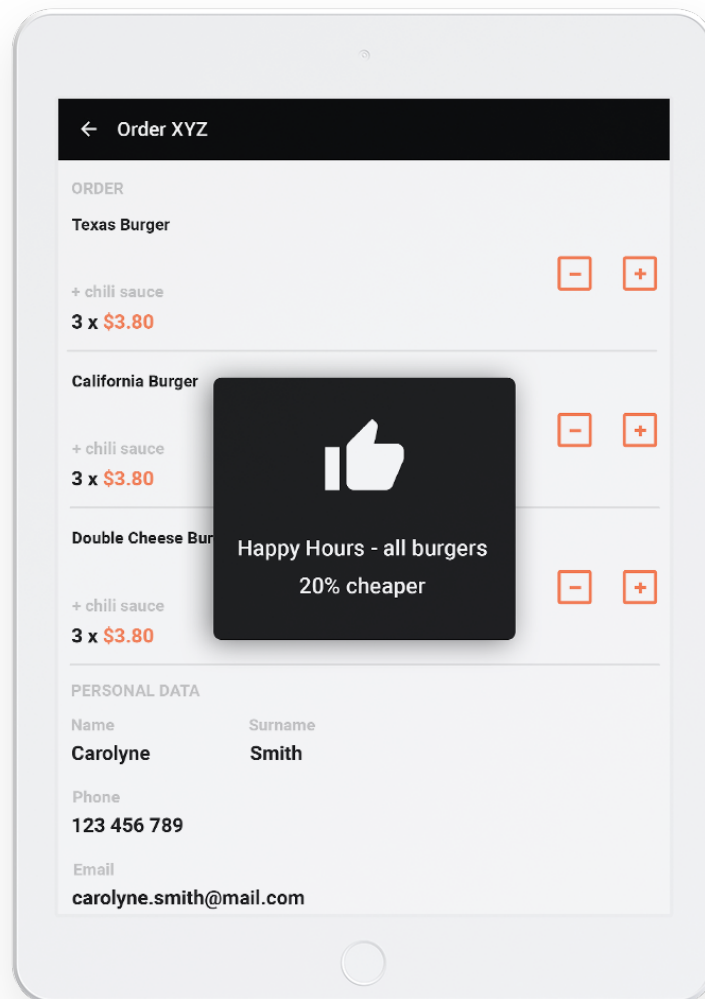 Order XYZ
ORDER
Texas Burger
+ chili sauce
3 x $3.80
California Burger
+ chili sauce
3 x $3.80
Double Cheese Bur
+ chili sauce
3 x $3.80
Happy Hours - all burgers
20% cheaper
PERSONAL DATA
Name Surname
Carolyne Smith
Phone
123 456 789
Email
carolyne.smith@mail.com